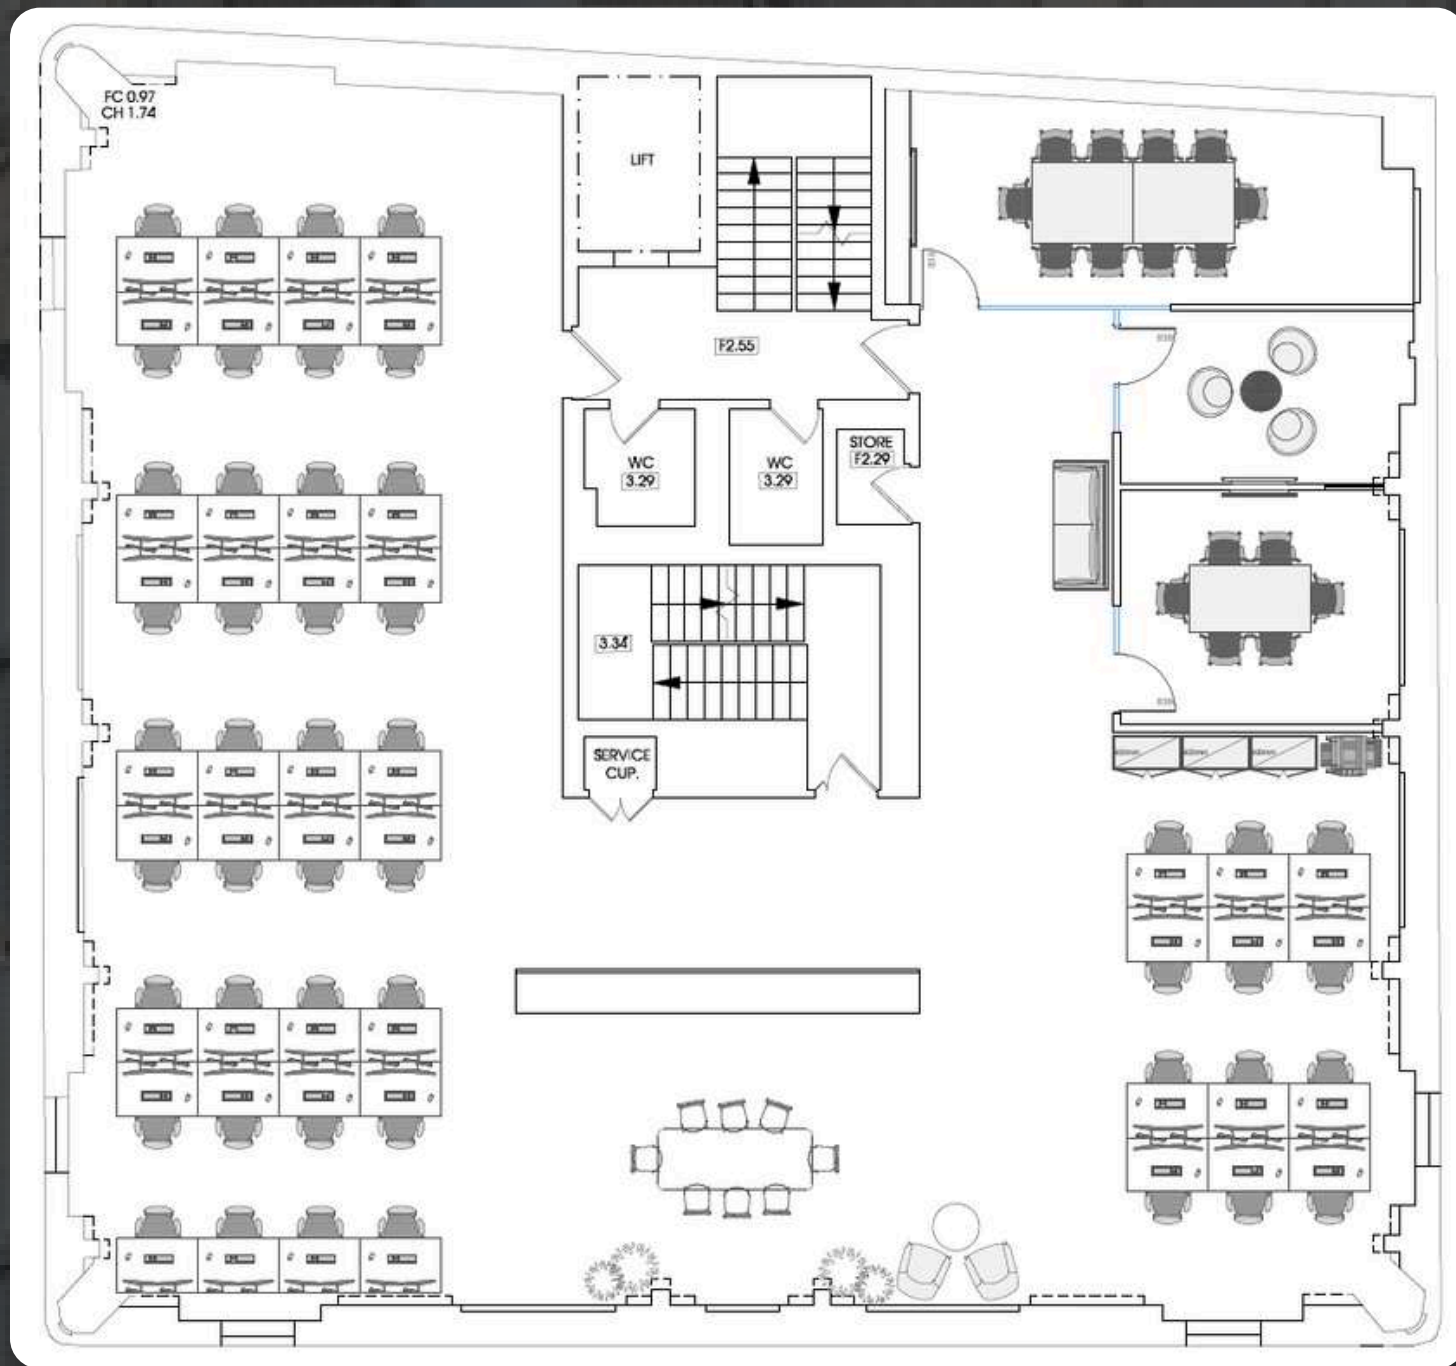 FC 0.97
CH 1.74
LIFT
F2.55
WC
3.29
WC
3.29
STORE
F2.29
3.34
SERVICE
CUP.